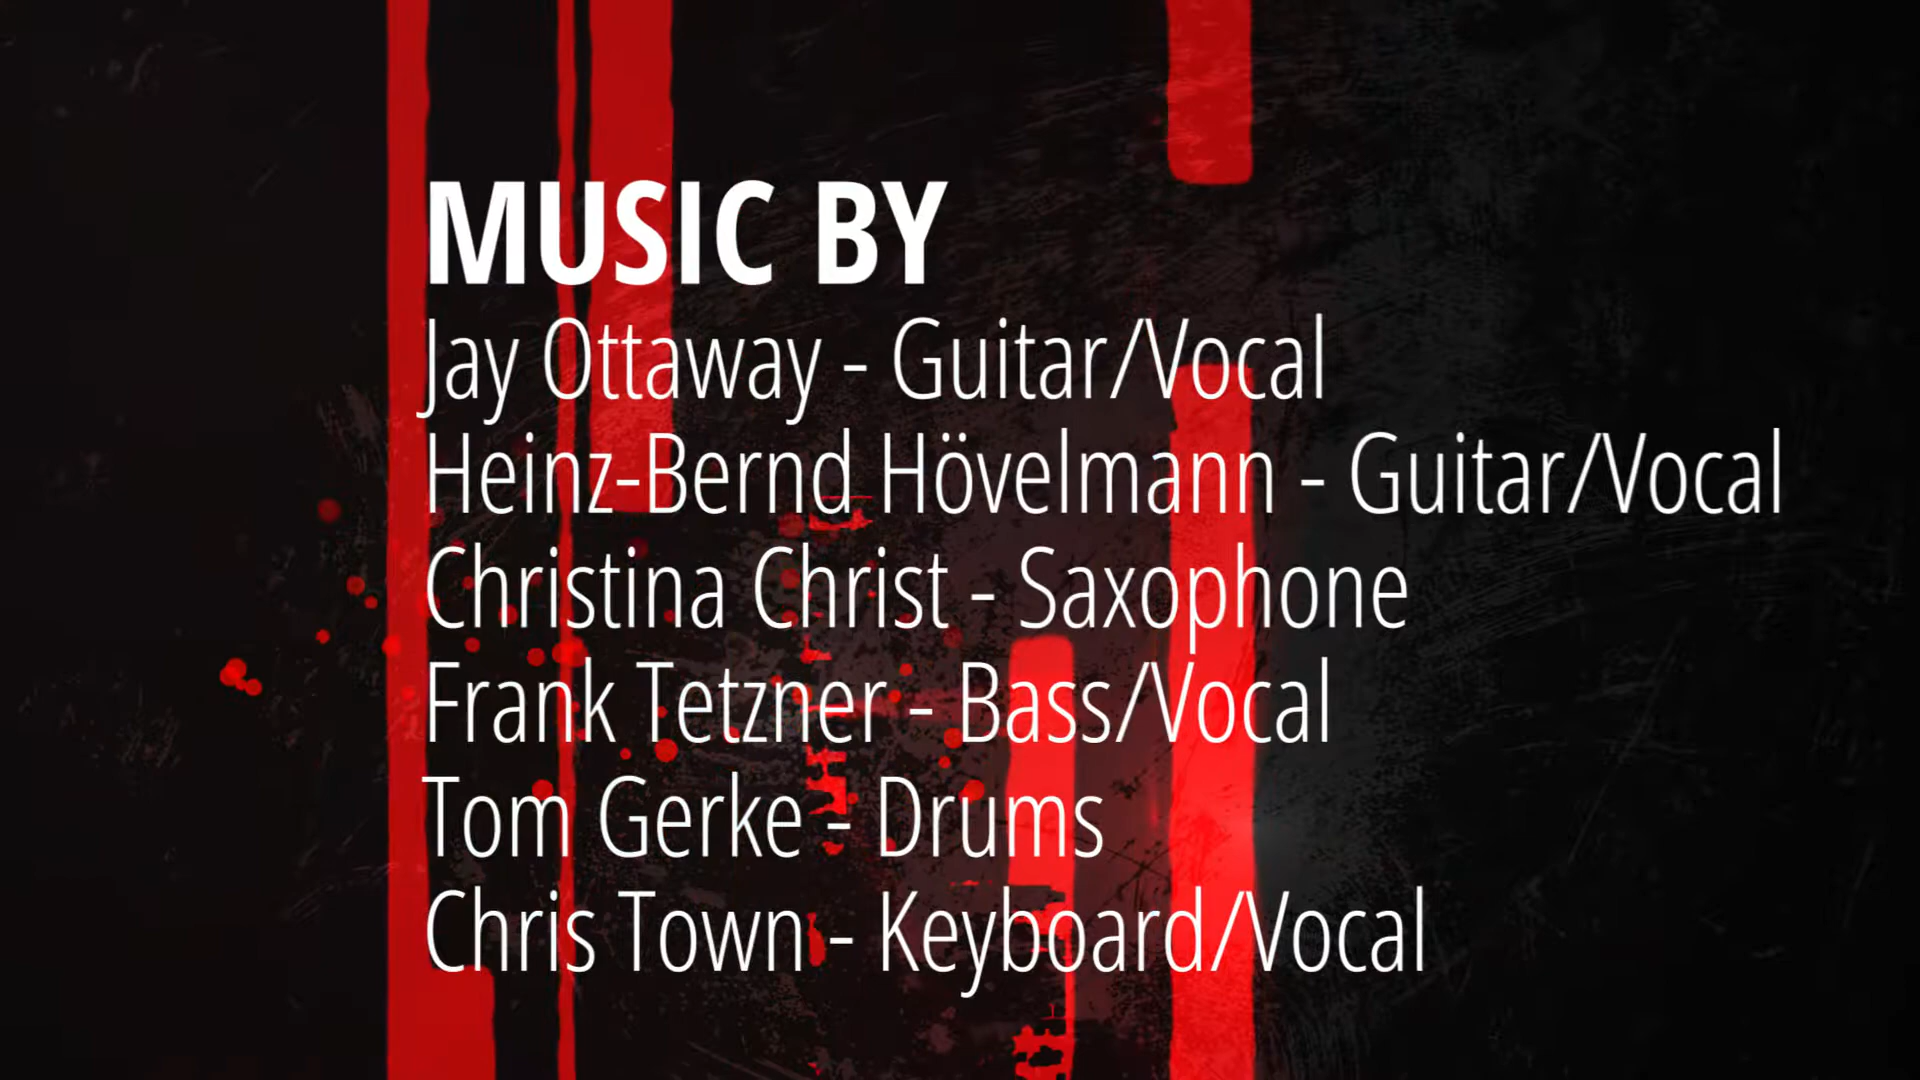 MUSIC BY
Jay Ottaway - Guitar/Vocal
Heinz-Bernd Hövelmann - Guitar/Vocal
Christina Christ - Saxophone
Frank Tetzner - Bass/Vocal
Tom Gerke - Drums
Chris Town - Keyboard/Vocal